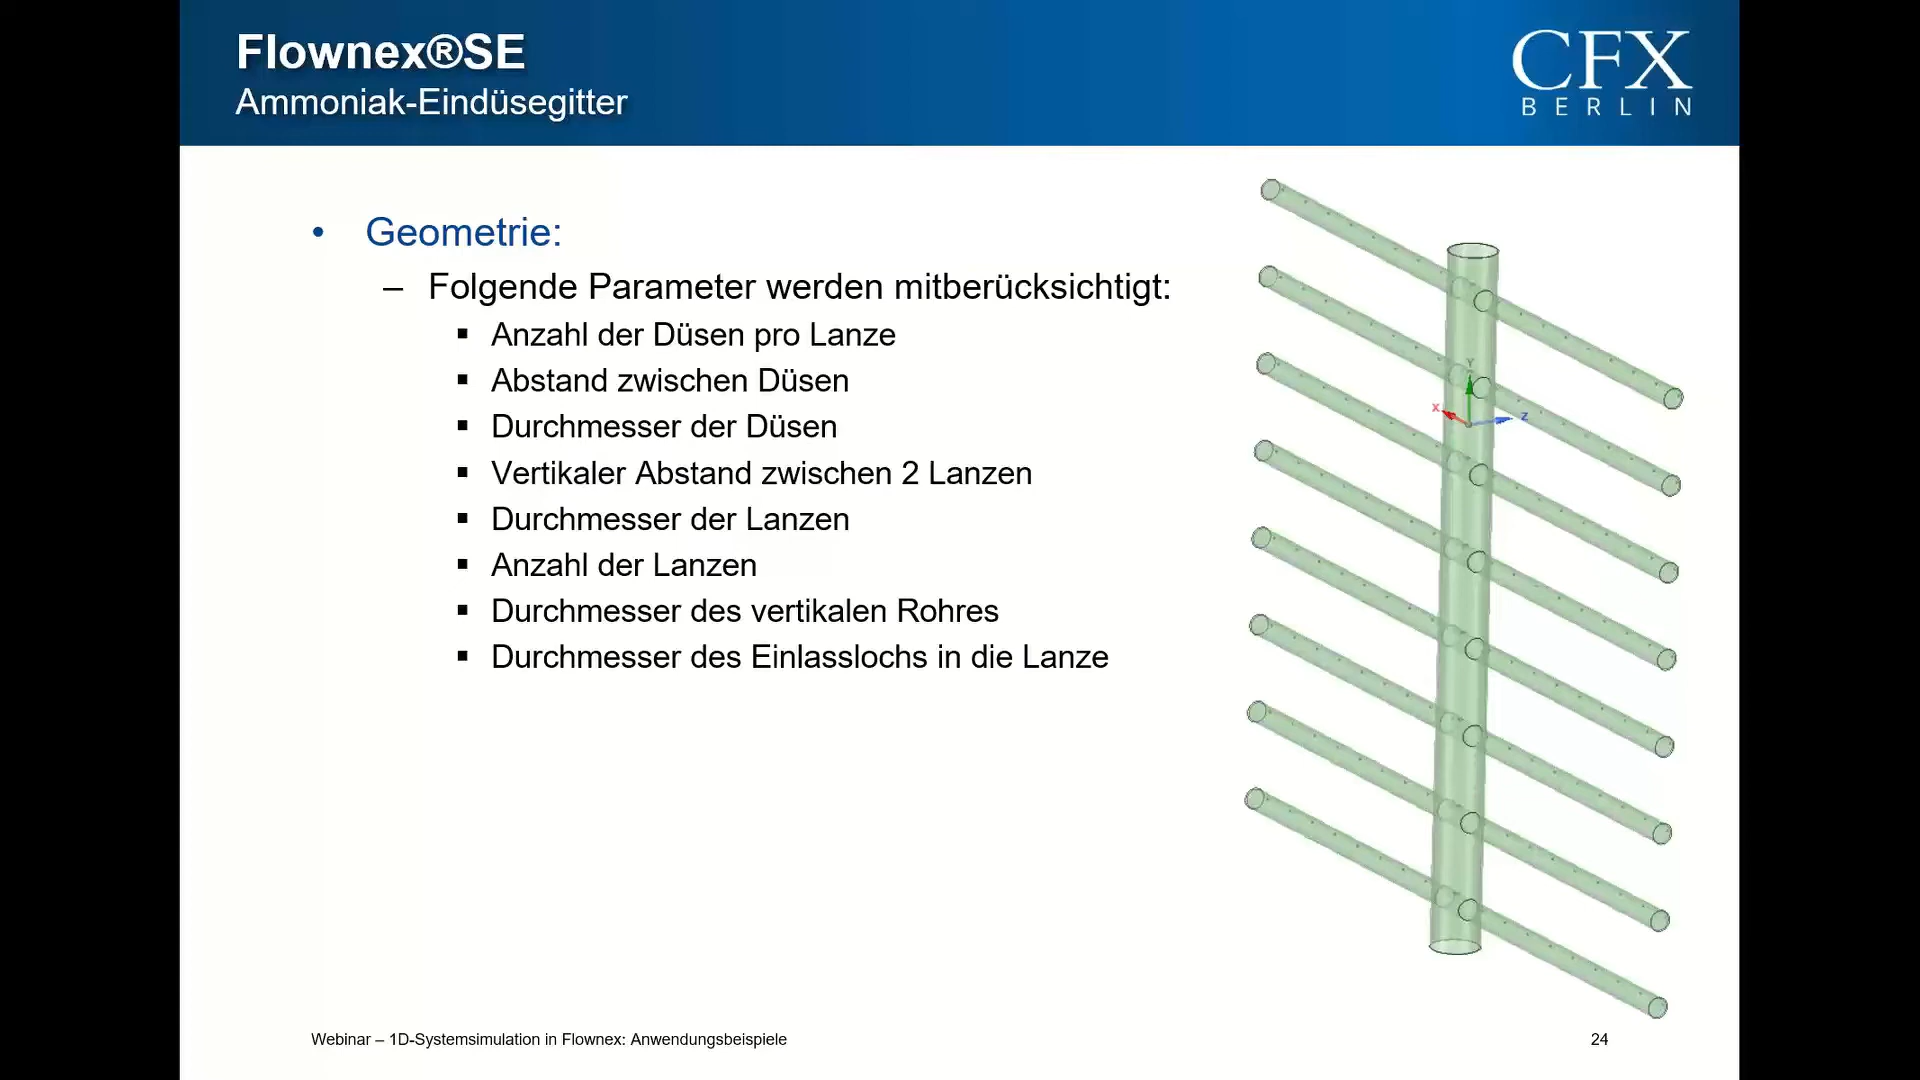 Flownex®SE
Ammoniak-Eindüsegitter
CFX
BERLIN
• Geometrie:
– Folgende Parameter werden mitberücksichtigt:
▪ Anzahl der Düsen pro Lanze
▪ Abstand zwischen Düsen
▪ Durchmesser der Düsen
▪ Vertikaler Abstand zwischen 2 Lanzen
▪ Durchmesser der Lanzen
▪ Anzahl der Lanzen
▪ Durchmesser des vertikalen Rohres
▪ Durchmesser des Einlasslochs in die Lanze
Y
X
Z
Webinar – 1D-Systemsimulation in Flownex: Anwendungsbeispiele
24